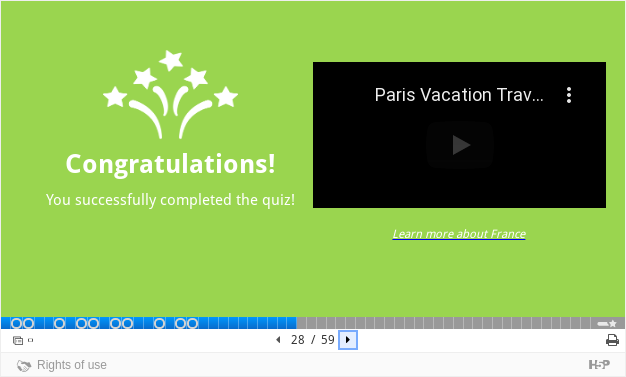 Congratulations!
You successfully completed the quiz!
Paris Vacation Trav...
Learn more about France
28 / 59
Rights of use
H5P